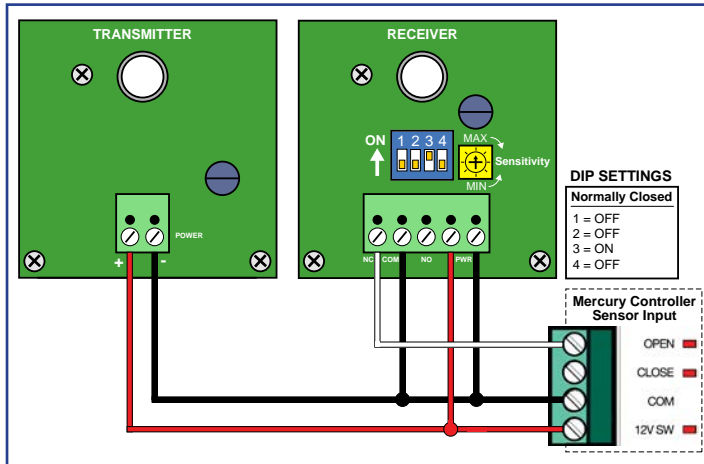 TRANSMITTER
POWER
+ -
RECEIVER
ON
1 2 3 4
MAX
Sensitivity
MIN
NC COM NO PWR
DIP SETTINGS
Normally Closed
1 = OFF
2 = OFF
3 = ON
4 = OFF
Mercury Controller
Sensor Input
OPEN
CLOSE
COM
12V SW